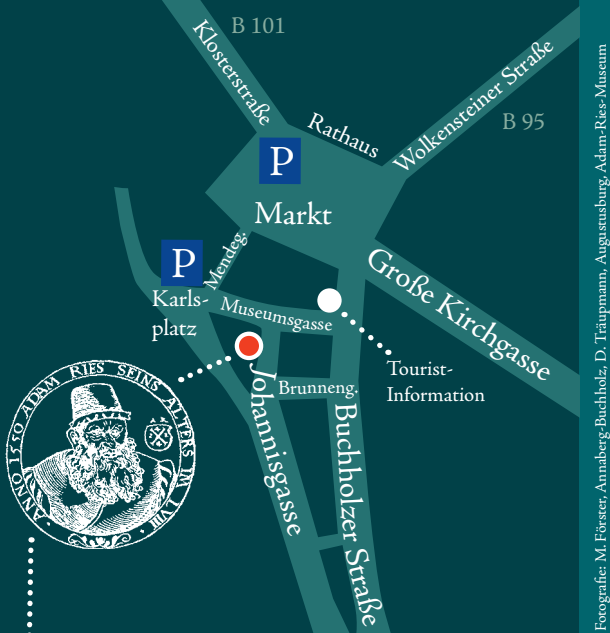 B 101
Klosterstraße
Rathaus
Wolkensteiner Straße
B 95
P
Markt
P
Mendeg.
Karls-
platz
Museumsgasse
Große Kirchgasse
Tourist-
Information
Johannisgasse
Brunneng.
Buchholzer Straße
ANNO 1550 ADAM RIES SEINS ALTERS IM LVIII
Fotografie: M. Förster, Annaberg-Buchholz, D. Träupmann, Augustusburg, Adam-Ries-Museum